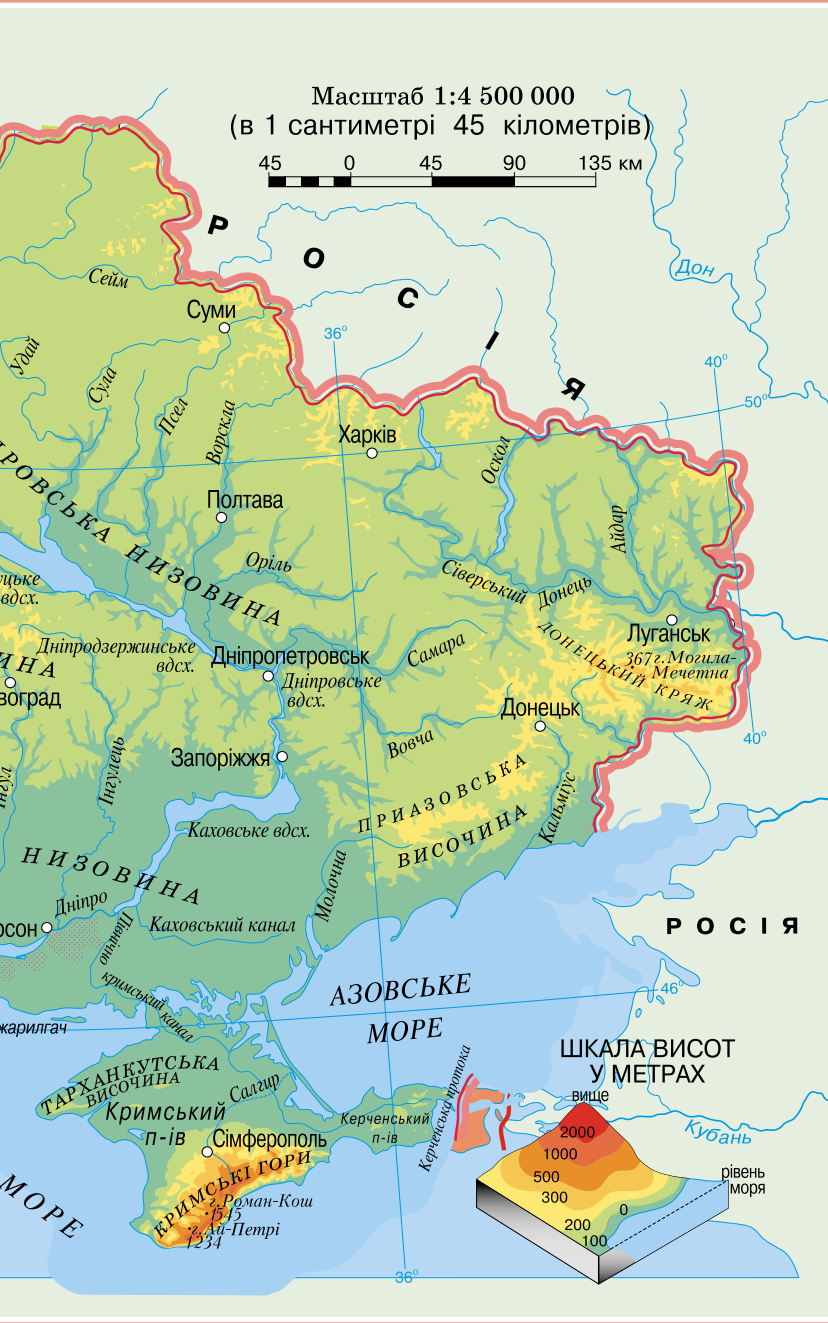 Масштаб 1:4 500 000
(в 1 сантиметрі 45 кілометрів)
45 0 45 90 135 км
РОСІЯ
Дон
Сейм
Суми
36°
40°
50°
Удай
Сула
Псел
Ворскла
Харків
Оскол
Полтава
Айдар
НИЗОВИНА
Оріль
Сіверський Донець
вдсх.
Луганськ
Дніпродзержинське
вдсх.
Дніпропетровськ
Самара
ДОНЕЦЬКИЙ КРЯЖ
367 г.Могила-
Мечетна
Дніпровське
вдсх.
Донецьк
40°
Вовча
Запоріжжя
Інгулець
ПРИАЗОВСЬКА
ВИСОЧИНА
Кальміус
Каховське вдсх.
НИЗОВИНА
Молочна
Дніпро
Каховський канал
РОСІЯ
Північно
кримський
канал
АЗОВСЬКЕ
МОРЕ
46°
ШКАЛА ВИСОТ
У МЕТРАХ
вище
2000
1000
500
300
200
100
0
рівень
моря
ТАРХАНКУТСЬКА
ВИСОЧИНА
Салгир
Кримський
п-ів
Керченський
п-ів
Керченська протока
Кубань
Сімферополь
КРИМСЬКІ ГОРИ
г.Роман-Кош
1545
г.Ай-Петрі
1234
МОРЕ
36°